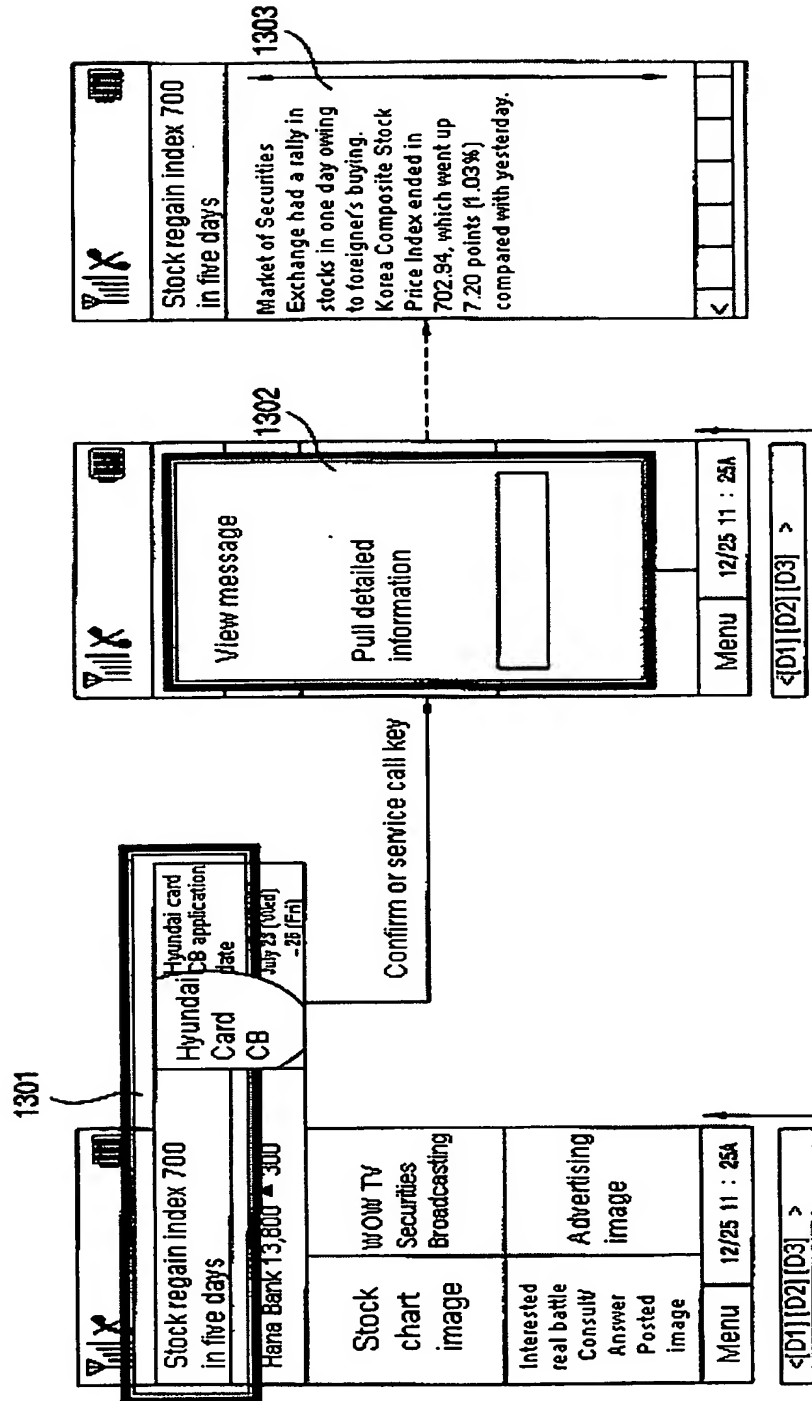 1301
Stock regain index 700
in five days
Hyundai
Card
CB
Hyundai card
CB application
date
Hana Bank 13,800 ▲ 300
July 23 (Wed)
-25 (Fri)
Stock
chart
image
WOW TV
Securities
Broadcasting
Interested
real battle
Consult/
Answer
Posted
image
Advertising
image
Menu
12/25 11 : 25A
<[D1][D2][D3] >
Confirm or service call key
1302
View message
Pull detailed
information
Menu
12/25 11 : 25A
<[D1][D2][D3] >
1303
Stock regain index 700
in five days
Market of Securities
Exchange had a rally in
stocks in one day owing
to foreigner's buying.
Korea Composite Stock
Price Index ended in
702.94, which went up
7.20 points (1.03%)
compared with yesterday.
<